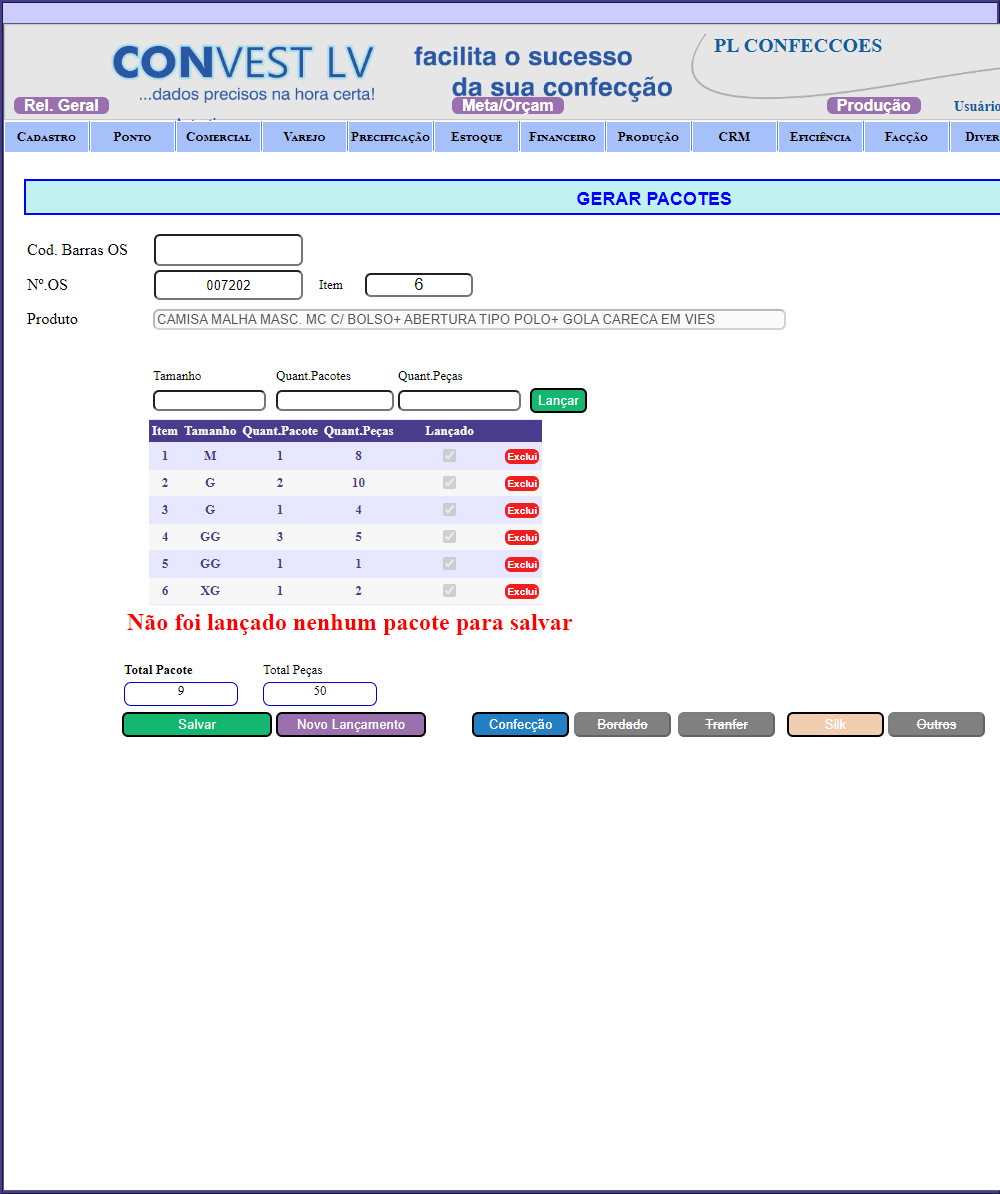 CONVEST LV
...dados precisos na hora certa!
facilita o sucesso
da sua confecção
PL CONFECCOES
Rel. Geral Meta/Orçam Produção Usuário
Cadastro Ponto Comercial Varejo Precificação Estoque Financeiro Produção CRM Eficiência Facção Diver
GERAR PACOTES
Cod. Barras OS
Nº.OS 007202 Item 6
Produto CAMISA MALHA MASC. MC C/ BOLSO+ ABERTURA TIPO POLO+ GOLA CARECA EM VIES
Tamanho Quant.Pacotes Quant.Peças
Lançar
Item Tamanho Quant.Pacote Quant.Peças Lançado
1 M 1 8 Exclui
2 G 2 10 Exclui
3 G 1 4 Exclui
4 GG 3 5 Exclui
5 GG 1 1 Exclui
6 XG 1 2 Exclui
Não foi lançado nenhum pacote para salvar
Total Pacote Total Peças
9 50
Salvar Novo Lançamento Confecção Bordado Tranfer Silk Outros